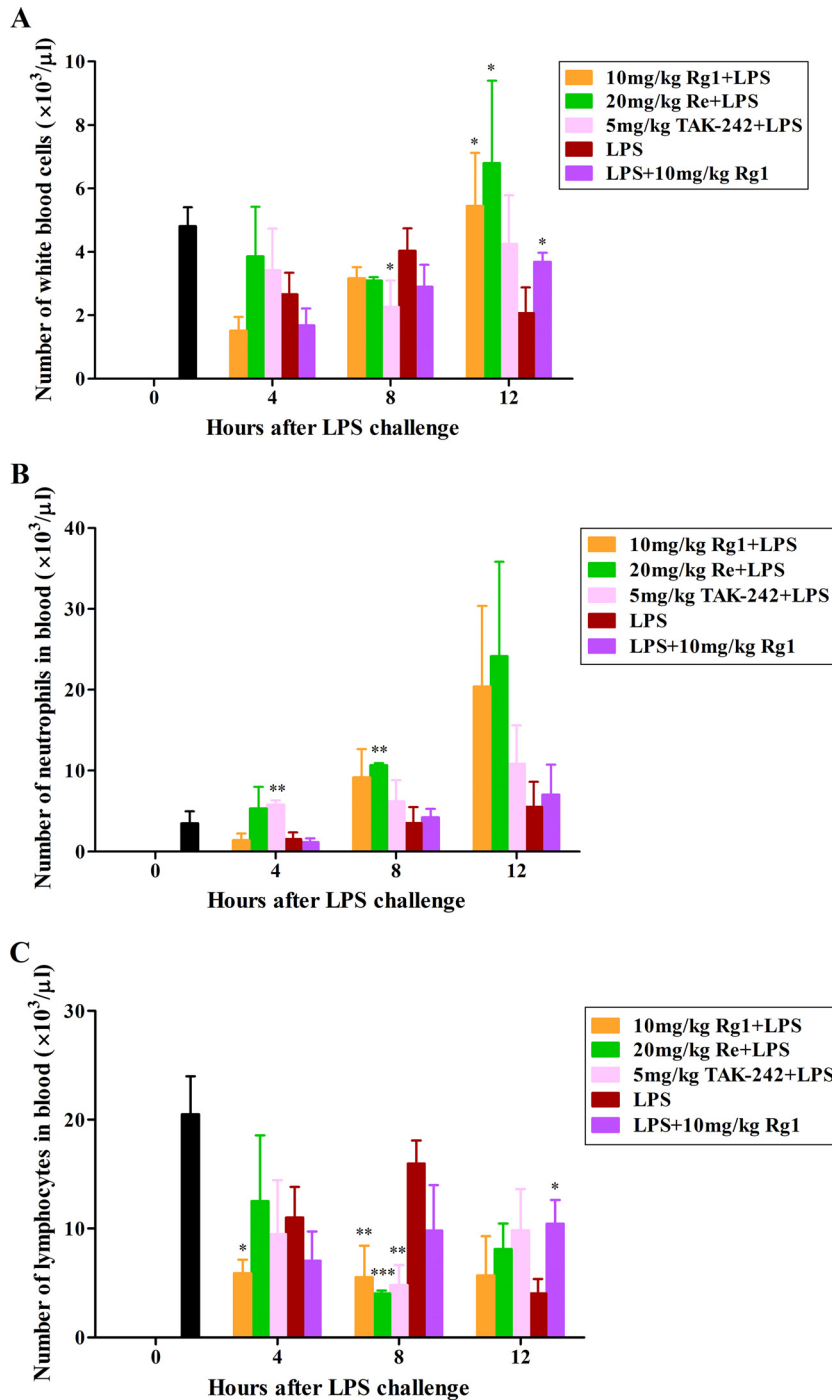 A
Number of white blood cells (×10³/μl)
10
8
6
4
2
0
*
*
*
*
0
4
8
12
Hours after LPS challenge
10mg/kg Rg1+LPS
20mg/kg Re+LPS
5mg/kg TAK-242+LPS
LPS
LPS+10mg/kg Rg1
B
Number of neutrophils in blood (×10³/μl)
40
30
20
10
0
**
**
0
4
8
12
Hours after LPS challenge
10mg/kg Rg1+LPS
20mg/kg Re+LPS
5mg/kg TAK-242+LPS
LPS
LPS+10mg/kg Rg1
C
Number of lymphocytes in blood (×10³/μl)
30
20
10
0
*
**
***
**
*
0
4
8
12
Hours after LPS challenge
10mg/kg Rg1+LPS
20mg/kg Re+LPS
5mg/kg TAK-242+LPS
LPS
LPS+10mg/kg Rg1